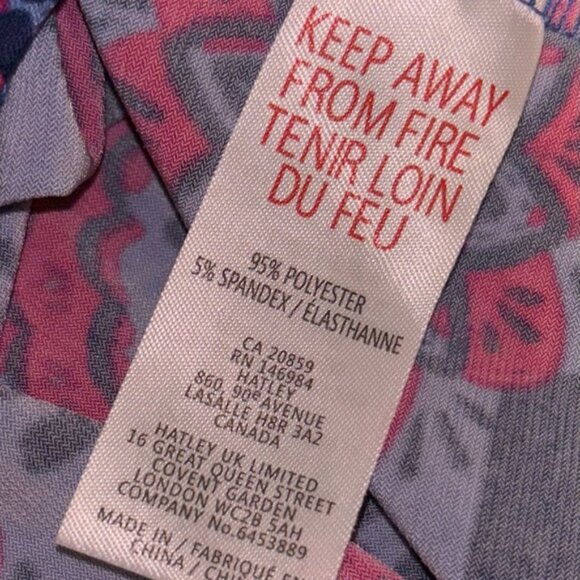 KEEP AWAY
FROM FIRE
TENIR LOIN
DU FEU
95% POLYESTER
5% SPANDEX / ÉLASTHANNE
CA 20859
RN 146984
HATLEY
860, 90e AVENUE
LASALLE H8R 3A2
CANADA
HATLEY UK LIMITED
16 GREAT QUEEN STREET
COVENT GARDEN
LONDON WC2B 5AH
COMPANY No.6453889
MADE IN / FABRIQUÉ EN
CHINA /